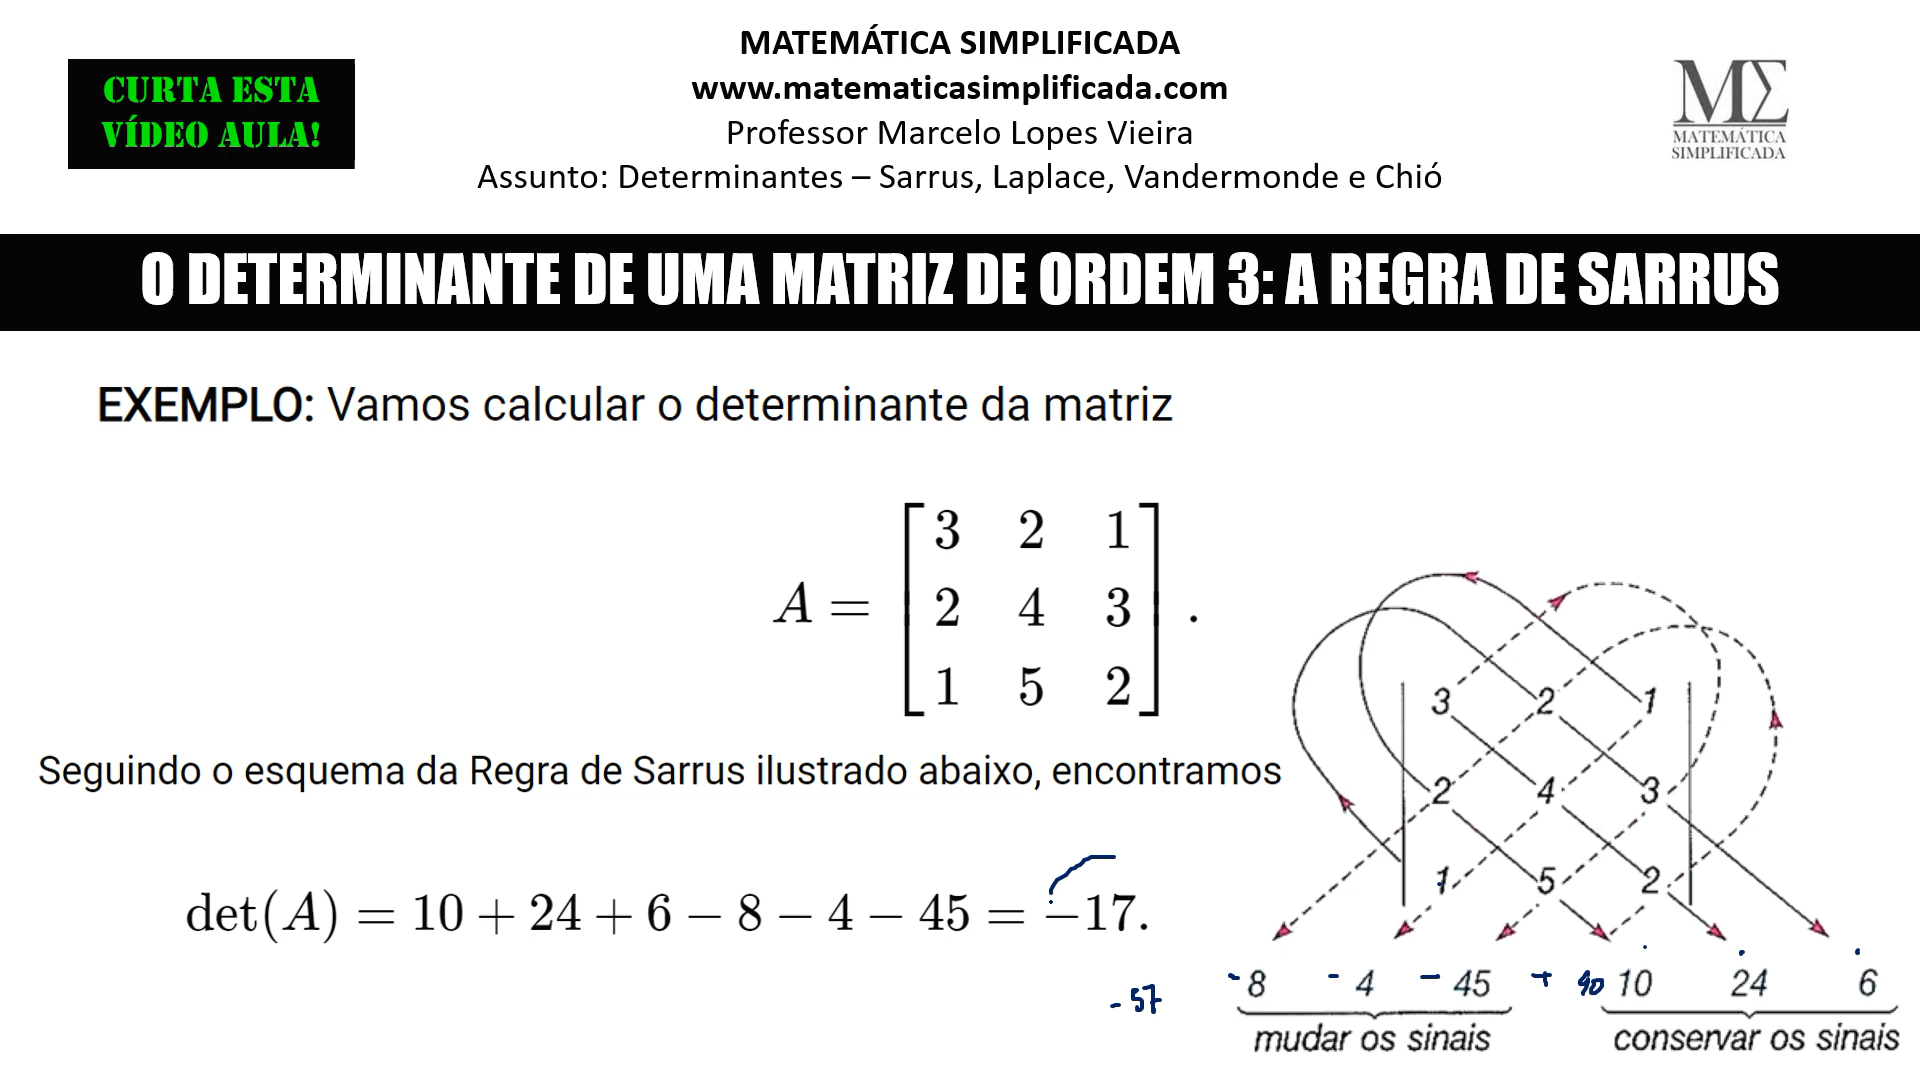 CURTA ESTA
VÍDEO AULA!
MATEMÁTICA SIMPLIFICADA
www.matematicasimplificada.com
Professor Marcelo Lopes Vieira
Assunto: Determinantes – Sarrus, Laplace, Vandermonde e Chió
MΣ
MATEMÁTICA
SIMPLIFICADA
O DETERMINANTE DE UMA MATRIZ DE ORDEM 3: A REGRA DE SARRUS
EXEMPLO: Vamos calcular o determinante da matriz
3 2 1
A = 2 4 3 .
1 5 2
Seguindo o esquema da Regra de Sarrus ilustrado abaixo, encontramos
det(A) = 10 + 24 + 6 − 8 − 4 − 45 = −17.
3 2 1
2 4 3
1 5 2
- 57
- 8 - 4 - 45 + 40 10 24 6
mudar os sinais conservar os sinais